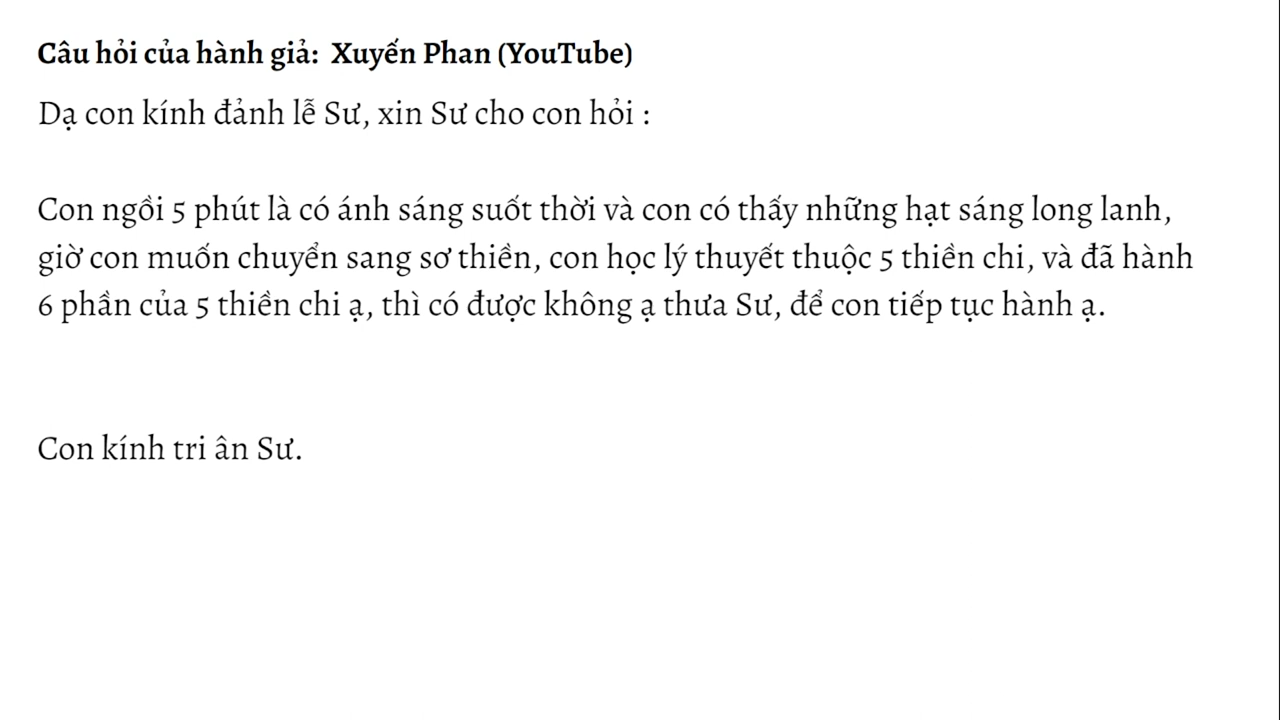 Câu hỏi của hành giả: Xuyến Phan (YouTube)
Dạ con kính đảnh lễ Sư, xin Sư cho con hỏi :
Con ngồi 5 phút là có ánh sáng suốt thời và con có thấy những hạt sáng long lanh,
giờ con muốn chuyển sang sơ thiền, con học lý thuyết thuộc 5 thiền chi, và đã hành
6 phần của 5 thiền chi ạ, thì có được không ạ thưa Sư, để con tiếp tục hành ạ.
Con kính tri ân Sư.